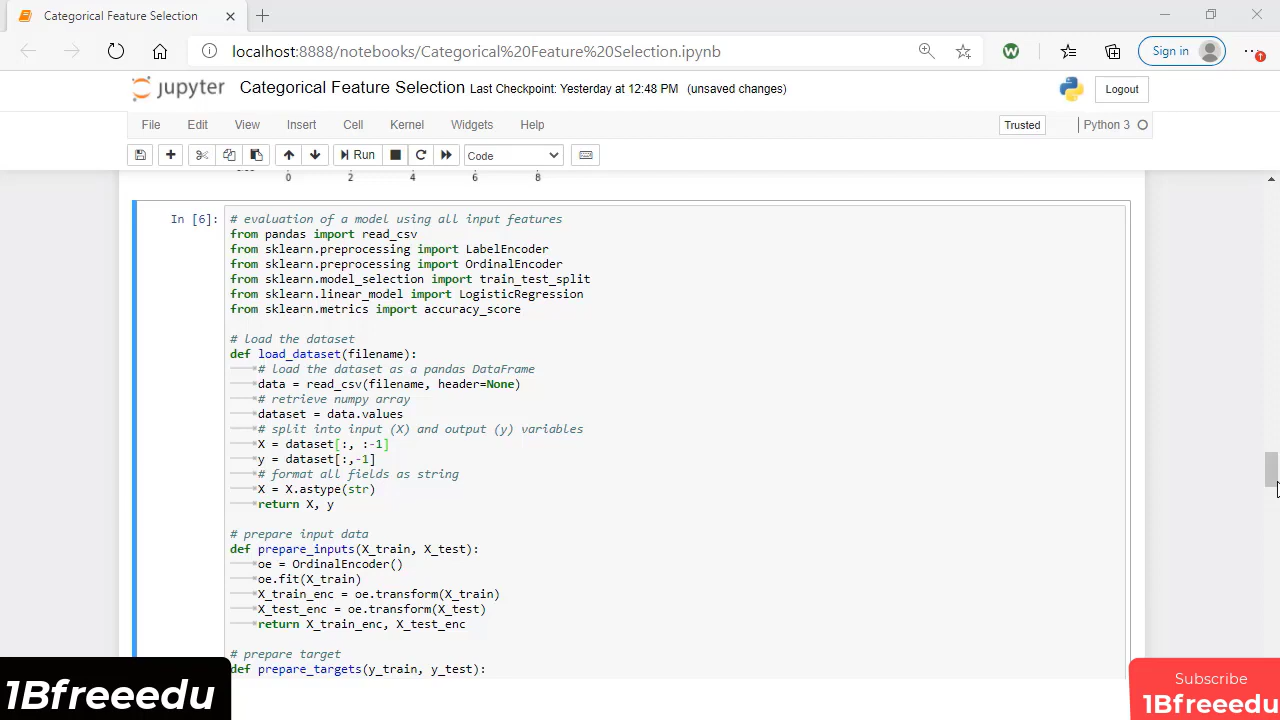 Categorical Feature Selection
localhost:8888/notebooks/Categorical%20Feature%20Selection.ipynb
Sign in
jupyter Categorical Feature Selection Last Checkpoint: Yesterday at 12:48 PM (unsaved changes)
Logout
File Edit View Insert Cell Kernel Widgets Help
Trusted
Python 3
Run
Code
0 2 4 6 8
In [6]:
# evaluation of a model using all input features
from pandas import read_csv
from sklearn.preprocessing import LabelEncoder
from sklearn.preprocessing import OrdinalEncoder
from sklearn.model_selection import train_test_split
from sklearn.linear_model import LogisticRegression
from sklearn.metrics import accuracy_score
# load the dataset
def load_dataset(filename):
# load the dataset as a pandas DataFrame
data = read_csv(filename, header=None)
# retrieve numpy array
dataset = data.values
# split into input (X) and output (y) variables
X = dataset[:, :-1]
y = dataset[:,-1]
# format all fields as string
X = X.astype(str)
return X, y
# prepare input data
def prepare_inputs(X_train, X_test):
oe = OrdinalEncoder()
oe.fit(X_train)
X_train_enc = oe.transform(X_train)
X_test_enc = oe.transform(X_test)
return X_train_enc, X_test_enc
# prepare target
def prepare_targets(y_train, y_test):
1Bfreeedu
Subscribe
1Bfreeedu